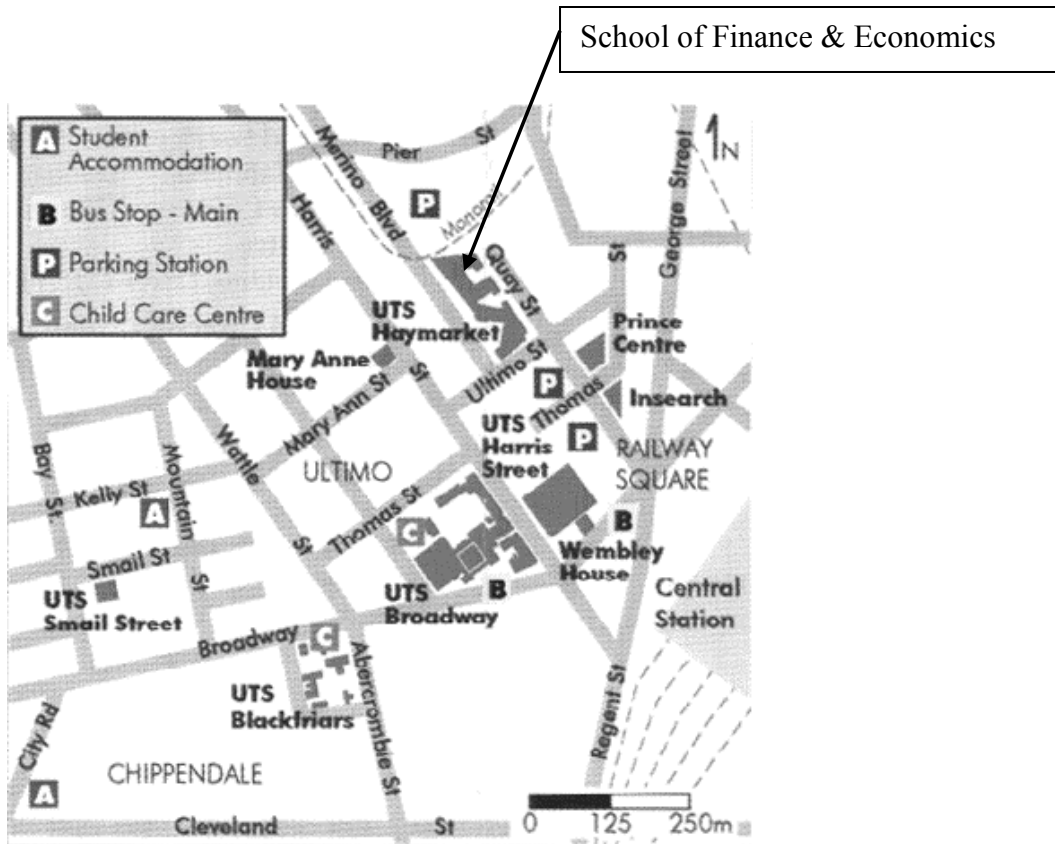 School of Finance & Economics
A Student
Accommodation
B Bus Stop - Main
P Parking Station
C Child Care Centre
Pier
St
N
Merino
Blvd
Harris
St
P
Monorail
George Street
Quay St
St
UTS
Haymarket
Prince
Centre
Mary Anne
House
Ultimo St
P
Thomas
Insearch
Mary Ann St
UTS
Harris
Street
P
RAILWAY
SQUARE
Bay St.
Mountain
St
Wattle
St
ULTIMO
Kelly St
A
Thomas St
C
B
Smail St
Wembley
House
UTS
Smail Street
UTS
Broadway
B
Central
Station
Broadway
C
Abercrombie St
UTS
Blackfriars
Regent St
City Rd
CHIPPENDALE
A
Cleveland
St
0 125 250m